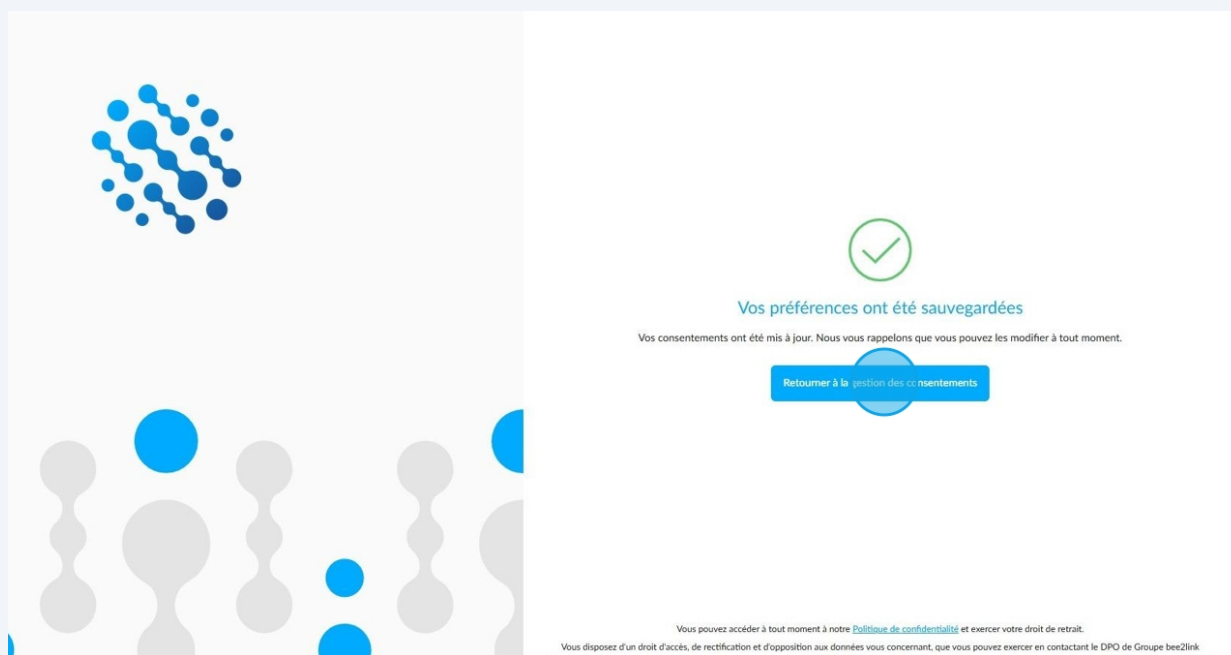 Vos préférences ont été sauvegardées
Vos consentements ont été mis à jour. Nous vous rappelons que vous pouvez les modifier à tout moment.
Retourner à la gestion des consentements
Vous pouvez accéder à tout moment à notre Politique de confidentialité et exercer votre droit de retrait.
Vous disposez d'un droit d'accès, de rectification et d'opposition aux données vous concernant, que vous pouvez exercer en contactant le DPO de Groupe bee2link